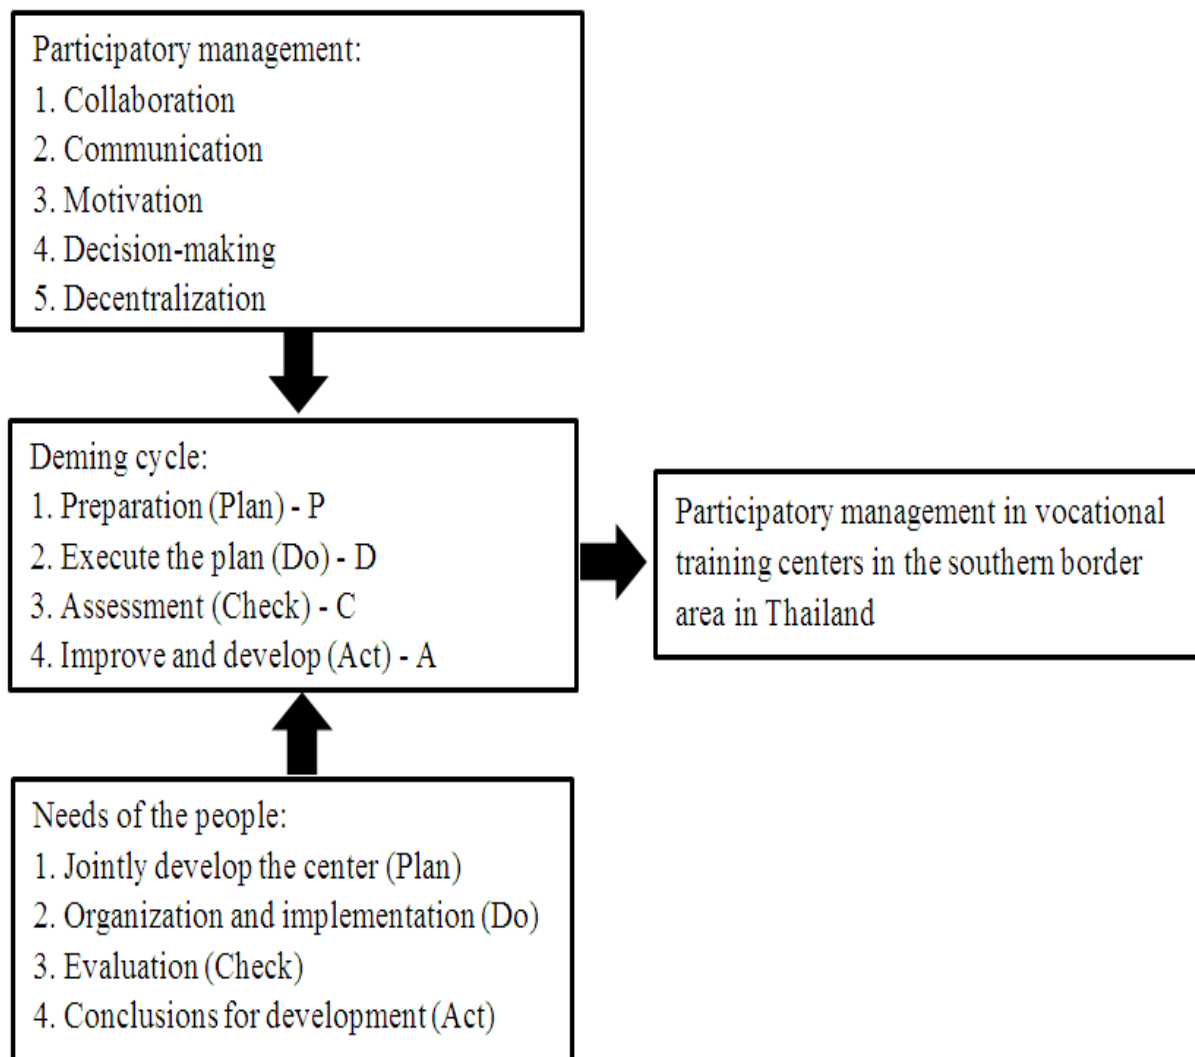 Participatory management:
1. Collaboration
2. Communication
3. Motivation
4. Decision-making
5. Decentralization
Deming cycle:
1. Preparation (Plan) - P
2. Execute the plan (Do) - D
3. Assessment (Check) - C
4. Improve and develop (Act) - A
Participatory management in vocational
training centers in the southern border
area in Thailand
Needs of the people:
1. Jointly develop the center (Plan)
2. Organization and implementation (Do)
3. Evaluation (Check)
4. Conclusions for development (Act)